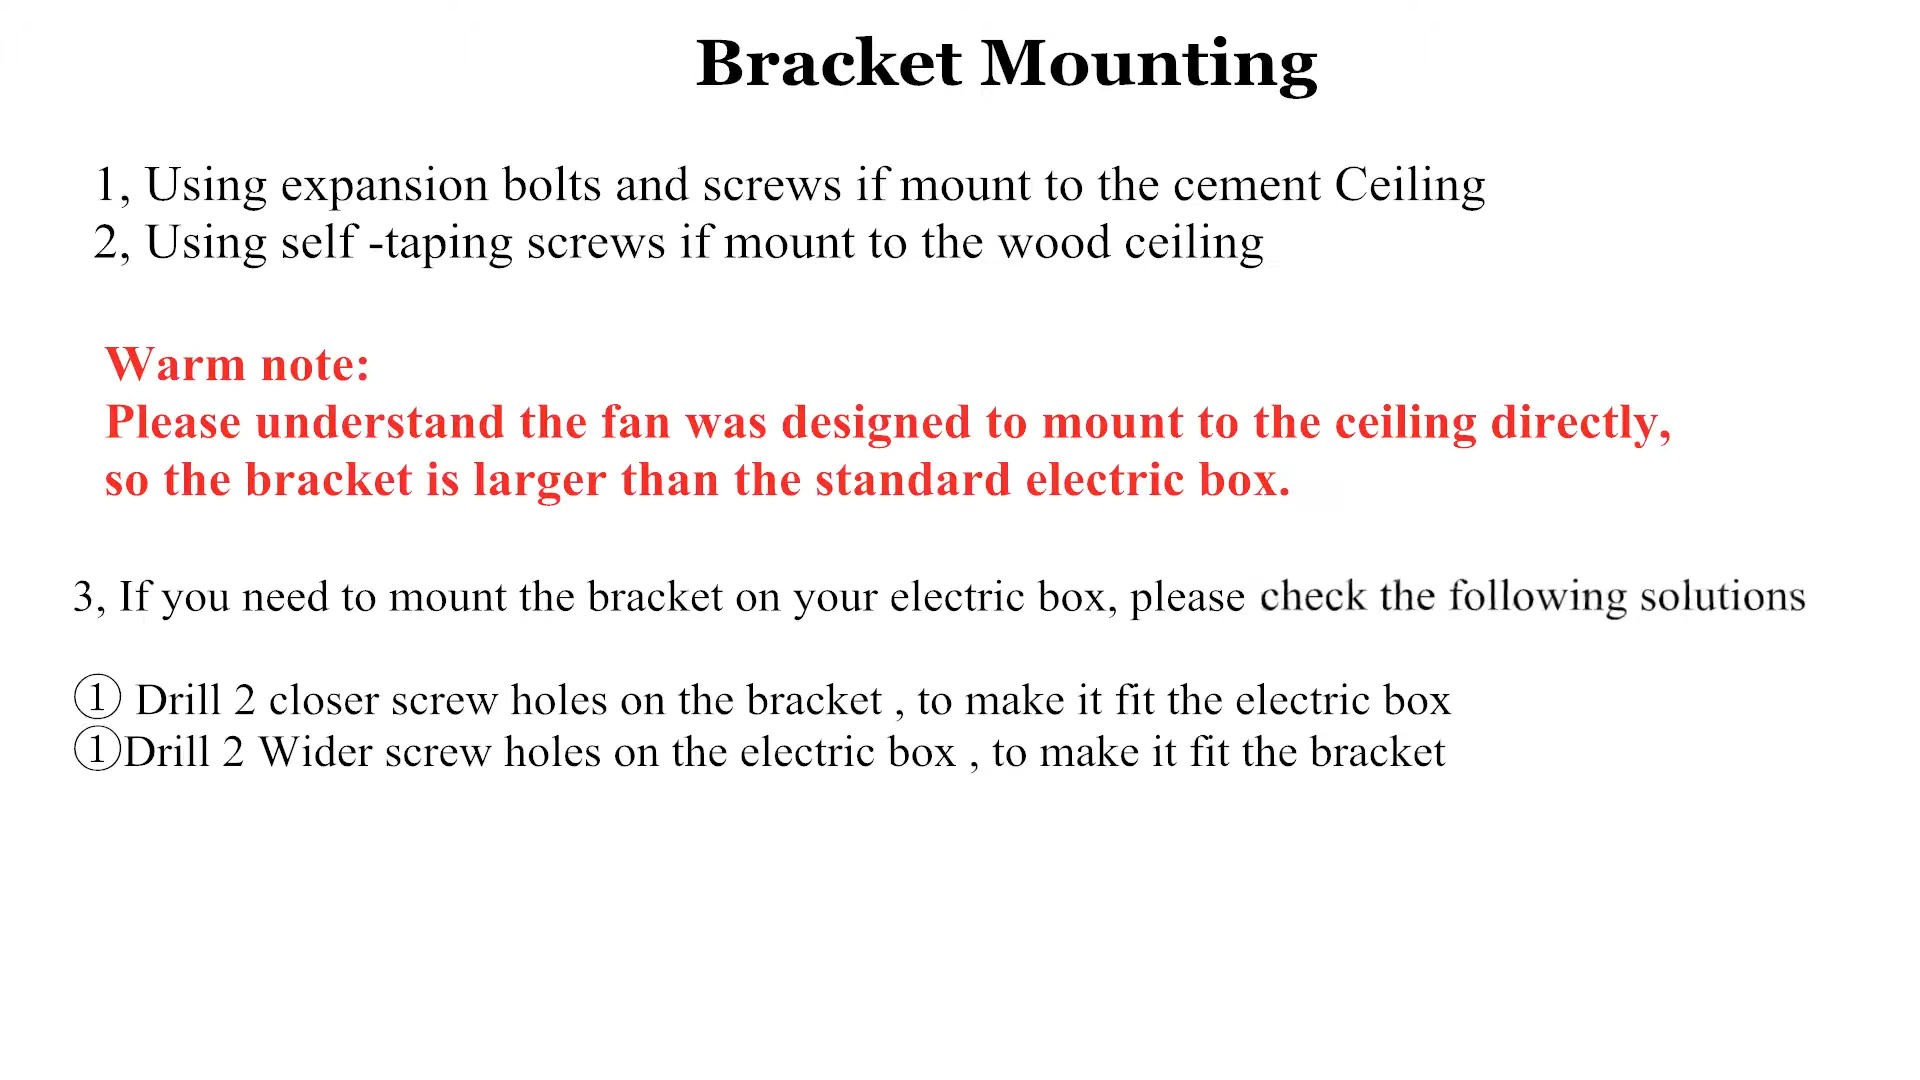 Bracket Mounting
1, Using expansion bolts and screws if mount to the cement Ceiling
2, Using self -taping screws if mount to the wood ceiling
Warm note:
Please understand the fan was designed to mount to the ceiling directly,
so the bracket is larger than the standard electric box.
3, If you need to mount the bracket on your electric box, please check the following solutions
① Drill 2 closer screw holes on the bracket , to make it fit the electric box
①Drill 2 Wider screw holes on the electric box , to make it fit the bracket